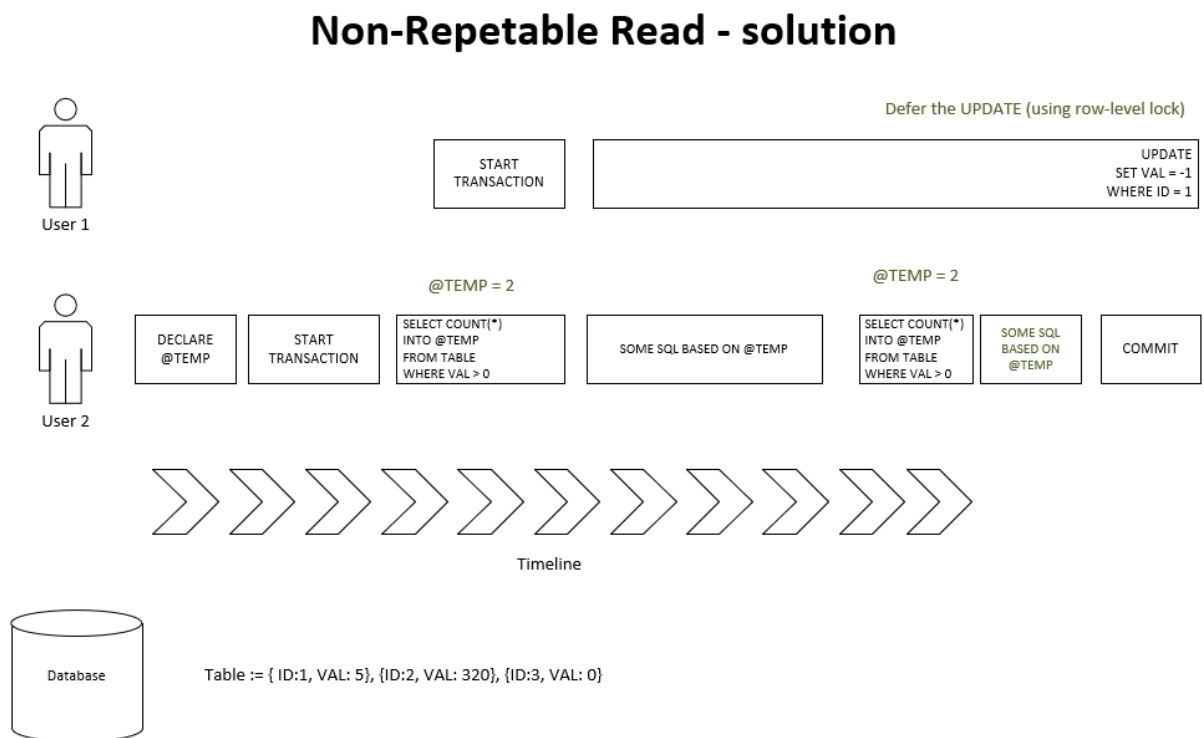 Non-Repetable Read - solution
Defer the UPDATE (using row-level lock)
START
TRANSACTION
UPDATE
SET VAL = -1
WHERE ID = 1
User 1
@TEMP = 2
@TEMP = 2
DECLARE
@TEMP
START
TRANSACTION
SELECT COUNT(*)
INTO @TEMP
FROM TABLE
WHERE VAL > 0
SOME SQL BASED ON @TEMP
SELECT COUNT(*)
INTO @TEMP
FROM TABLE
WHERE VAL > 0
SOME SQL
BASED ON
@TEMP
COMMIT
User 2
Timeline
Database
Table := { ID:1, VAL: 5}, {ID:2, VAL: 320}, {ID:3, VAL: 0}